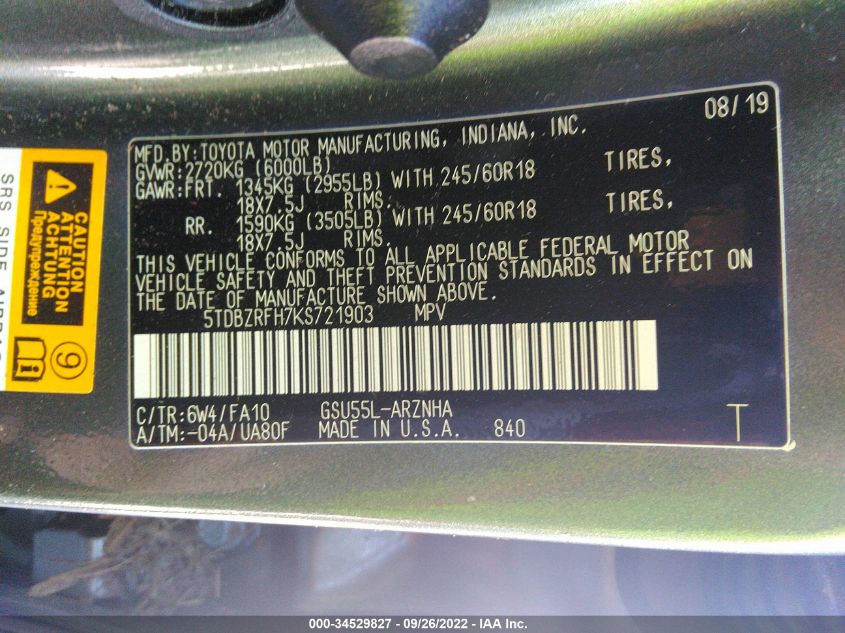 08/19
MFD.BY:TOYOTA MOTOR MANUFACTURING, INDIANA, INC.
GVWR:2720KG (6000LB)
GAWR:FRT. 1345KG (2955LB) WITH 245/60R18 TIRES,
18X7.5J RIMS.
RR. 1590KG (3505LB) WITH 245/60R18 TIRES,
18X7.5J RIMS.
THIS VEHICLE CONFORMS TO ALL APPLICABLE FEDERAL MOTOR
VEHICLE SAFETY AND THEFT PREVENTION STANDARDS IN EFFECT ON
THE DATE OF MANUFACTURE SHOWN ABOVE.
5TDBZRFH7KS721903 MPV
C/TR:6W4/FA10 GSU55L-ARZNHA
A/TM:-04A/UA80F MADE IN U.S.A. 840 T
CAUTION
ATTENTION
ACHTUNG
Предупреждение
9
SRS SIDE AIRBAG
000-34529827 - 09/26/2022 - IAA Inc.